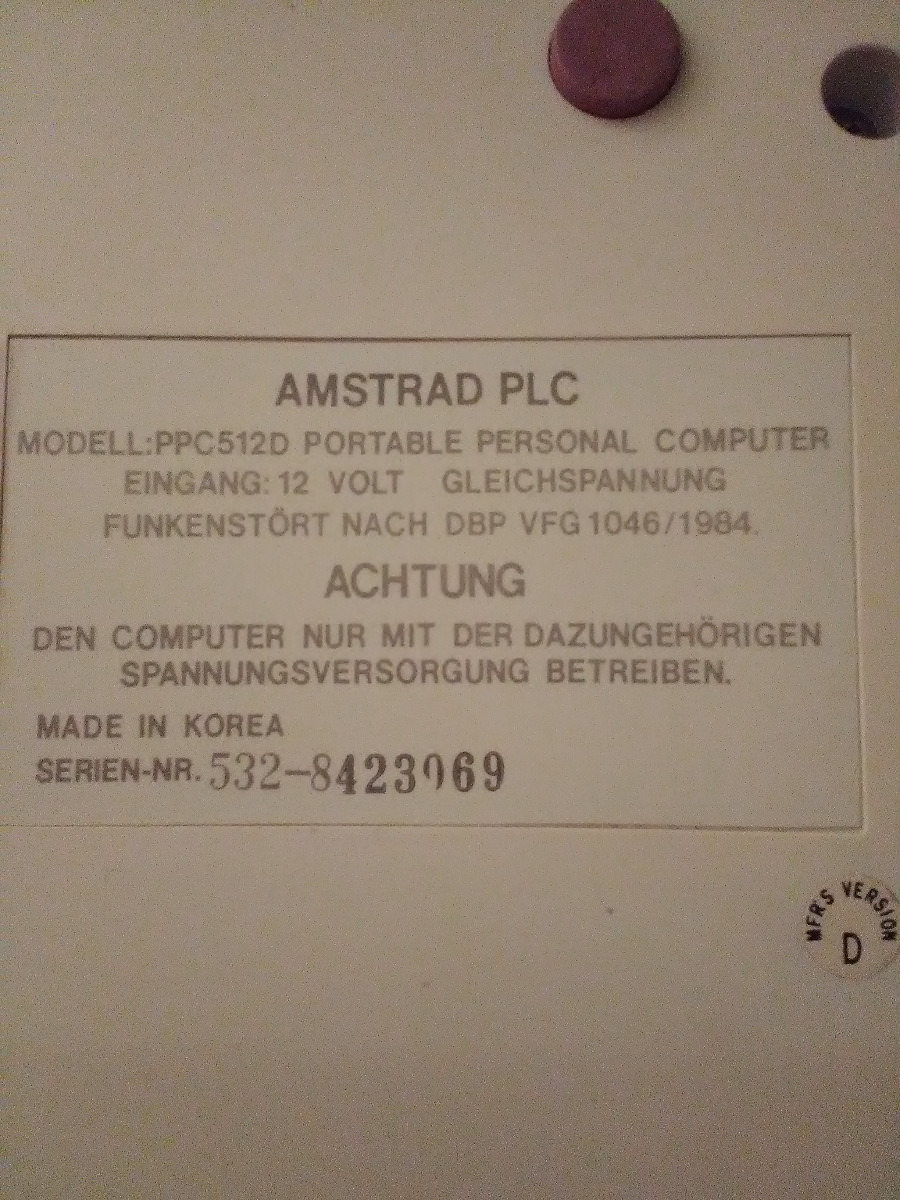 AMSTRAD PLC
MODELL:PPC512D PORTABLE PERSONAL COMPUTER
EINGANG: 12 VOLT GLEICHSPANNUNG
FUNKENSTÖRT NACH DBP VFG 1046/1984.
ACHTUNG
DEN COMPUTER NUR MIT DER DAZUNGEHÖRIGEN
SPANNUNGSVERSORGUNG BETREIBEN.
MADE IN KOREA
SERIEN-NR. 532-8423069
MFR'S VERSION
D